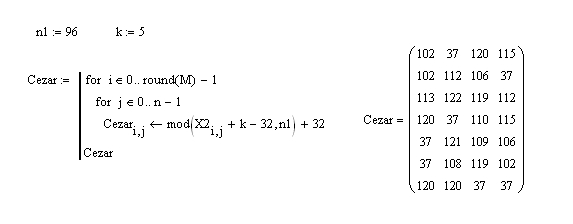 n1 := 96 k := 5
Cezar := for i ∈ 0.. round(M) − 1
for j ∈ 0.. n − 1
Cezar i,j ← mod(X2 i,j + k − 32, n1) + 32
Cezar
Cezar =
102 37 120 115
102 112 106 37
113 122 119 112
120 37 110 115
37 121 109 106
37 108 119 102
120 120 37 37